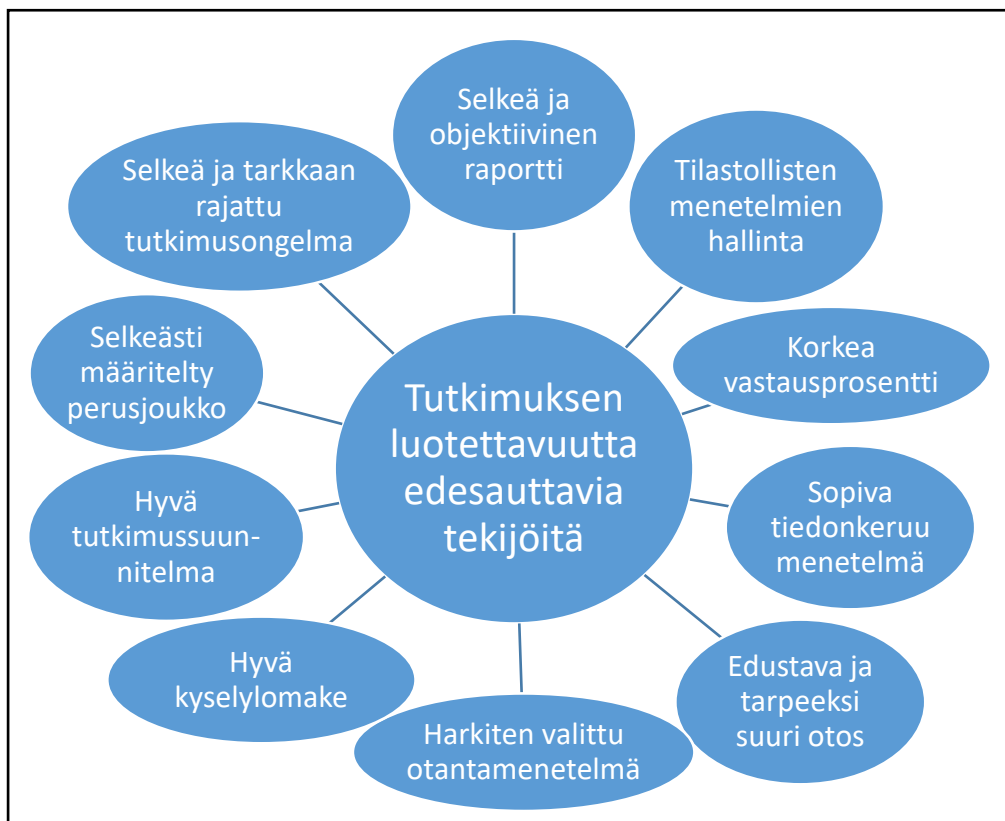 Selkeä ja
objektiivinen
raportti
Tilastollisten
menetelmien
hallinta
Korkea
vastausprosentti
Sopiva
tiedonkeruu
menetelmä
Edustava ja
tarpeeksi
suuri otos
Harkiten valittu
otantamenetelmä
Hyvä
kyselylomake
Hyvä
tutkimussuun-
nitelma
Selkeästi
määritelty
perusjoukko
Selkeä ja tarkkaan
rajattu
tutkimusongelma
Tutkimuksen
luotettavuutta
edesauttavia
tekijöitä